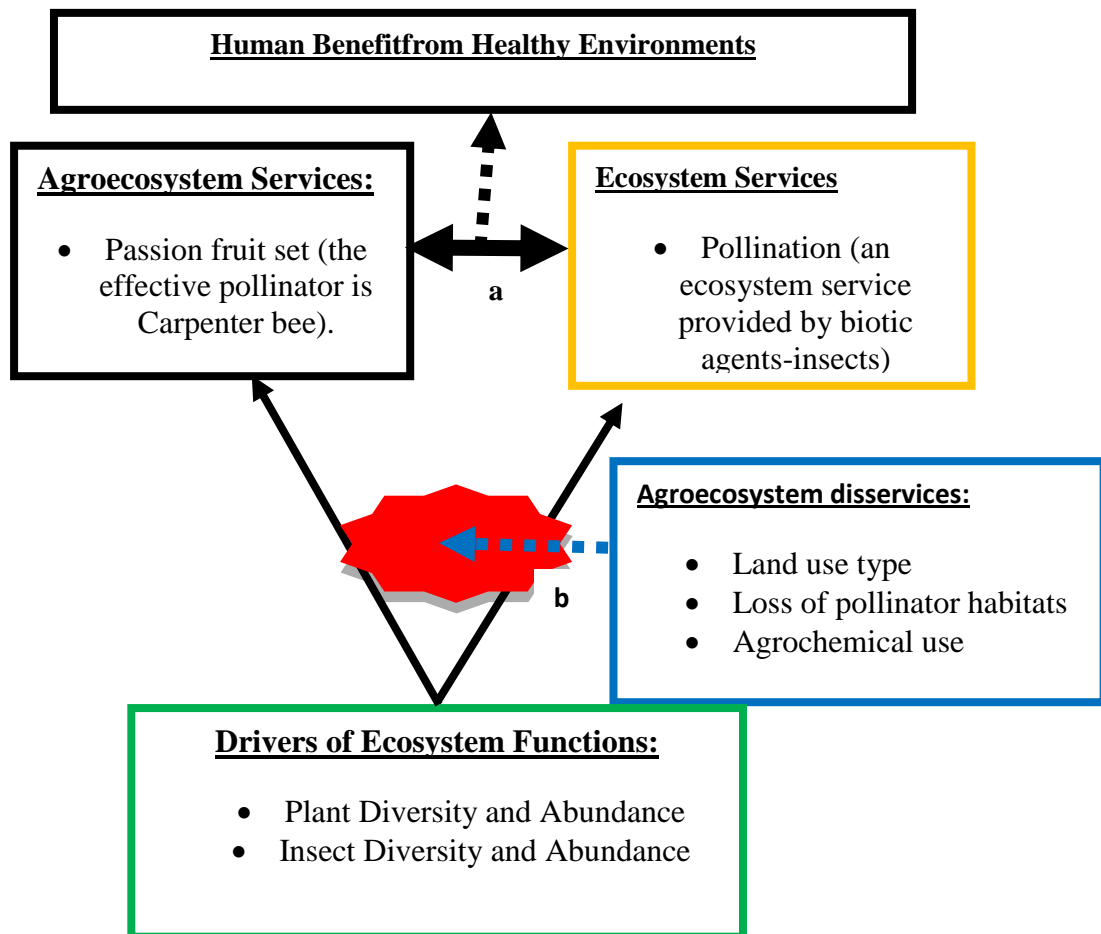 Human Benefitfrom Healthy Environments
Agroecosystem Services:
• Passion fruit set (the
effective pollinator is
Carpenter bee).
a
Ecosystem Services
• Pollination (an
ecosystem service
provided by biotic
agents-insects)
b
Agroecosystem disservices:
• Land use type
• Loss of pollinator habitats
• Agrochemical use
Drivers of Ecosystem Functions:
• Plant Diversity and Abundance
• Insect Diversity and Abundance